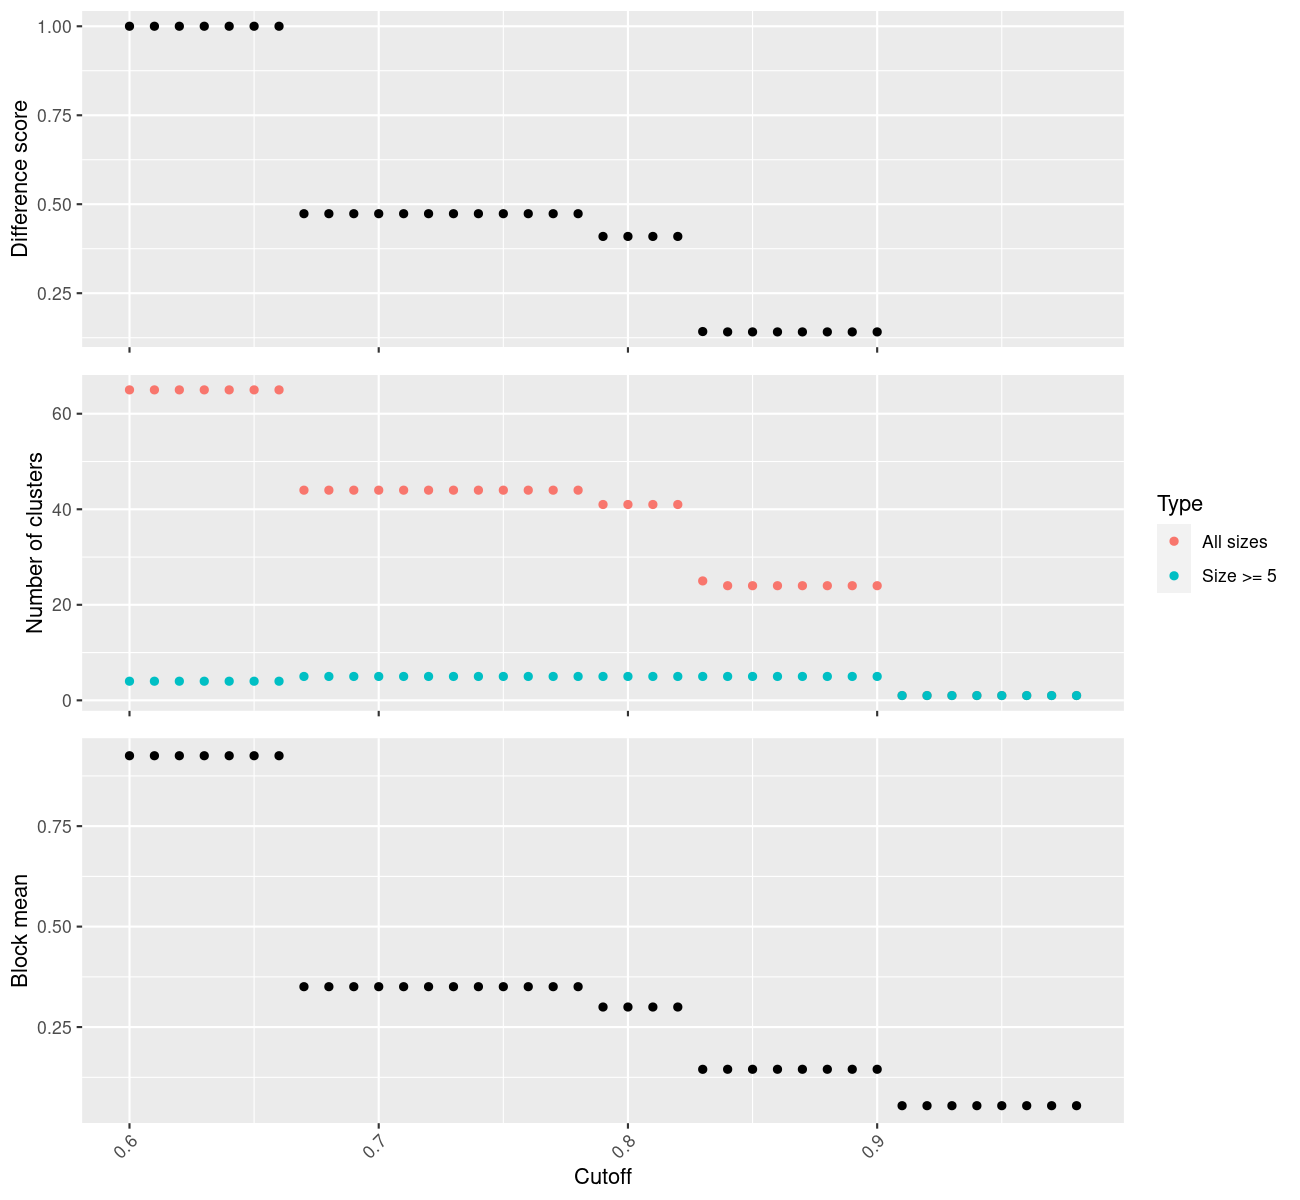 1.00
0.75
0.50
0.25
Difference score
60
40
20
0
Number of clusters
Type
All sizes
Size >= 5
0.75
0.50
0.25
Block mean
0.6
0.7
0.8
0.9
Cutoff